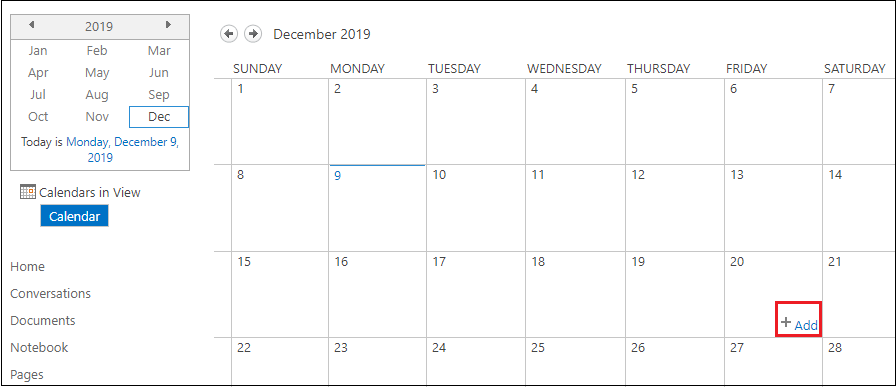 2019
Jan Feb Mar
Apr May Jun
Jul Aug Sep
Oct Nov Dec
Today is Monday, December 9,
2019
Calendars in View
Calendar
Home
Conversations
Documents
Notebook
Pages
December 2019
SUNDAY MONDAY TUESDAY WEDNESDAY THURSDAY FRIDAY SATURDAY
1 2 3 4 5 6 7
8 9 10 11 12 13 14
15 16 17 18 19 20 21
+ Add
22 23 24 25 26 27 28